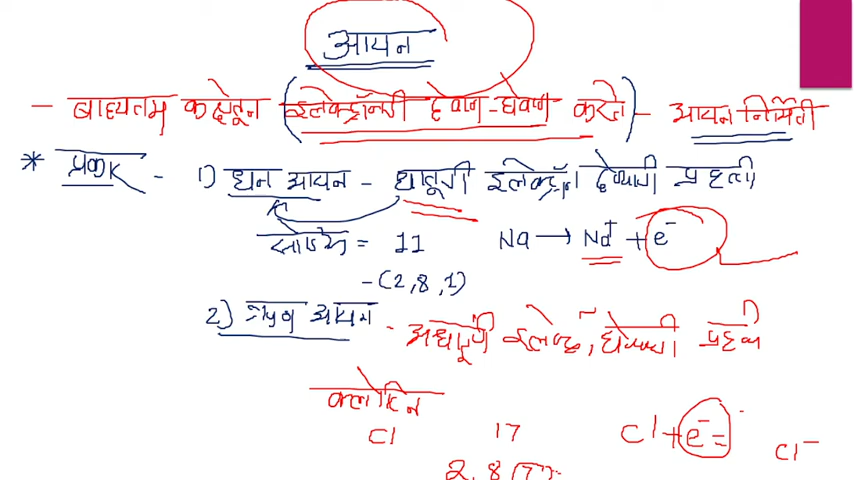 आयन
- बाह्यतम कक्षेतून (इलेक्ट्रॉनची देवाण-घेवाण करते) - आयन निर्मिती
* प्रकार - 1) धन आयन - धातूची इलेक्ट्रॉन देण्याची प्रवृत्ती
सोडियम = 11 Na → Na⁺ + e⁻
- (2, 8, 1)
2) ऋण आयन - अधातूंची इलेक्ट्रॉन घेण्याची
क्लोरिन
Cl 17 Cl + e⁻ = Cl⁻
2, 8, (7)